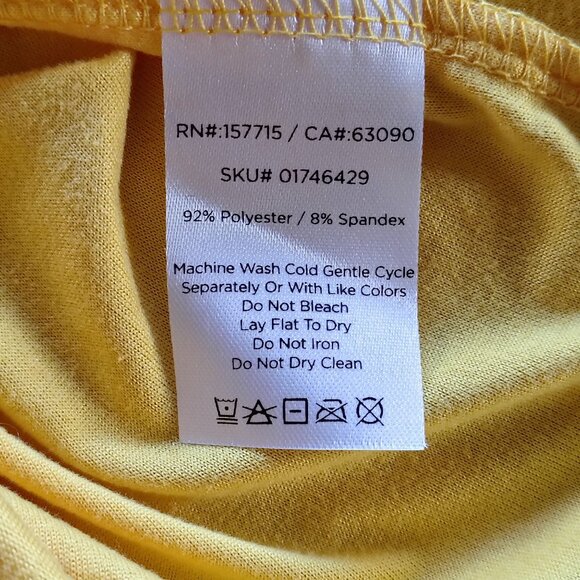 RN#:157715 / CA#:63090
SKU# 01746429
92% Polyester / 8% Spandex
Machine Wash Cold Gentle Cycle
Separately Or With Like Colors
Do Not Bleach
Lay Flat To Dry
Do Not Iron
Do Not Dry Clean